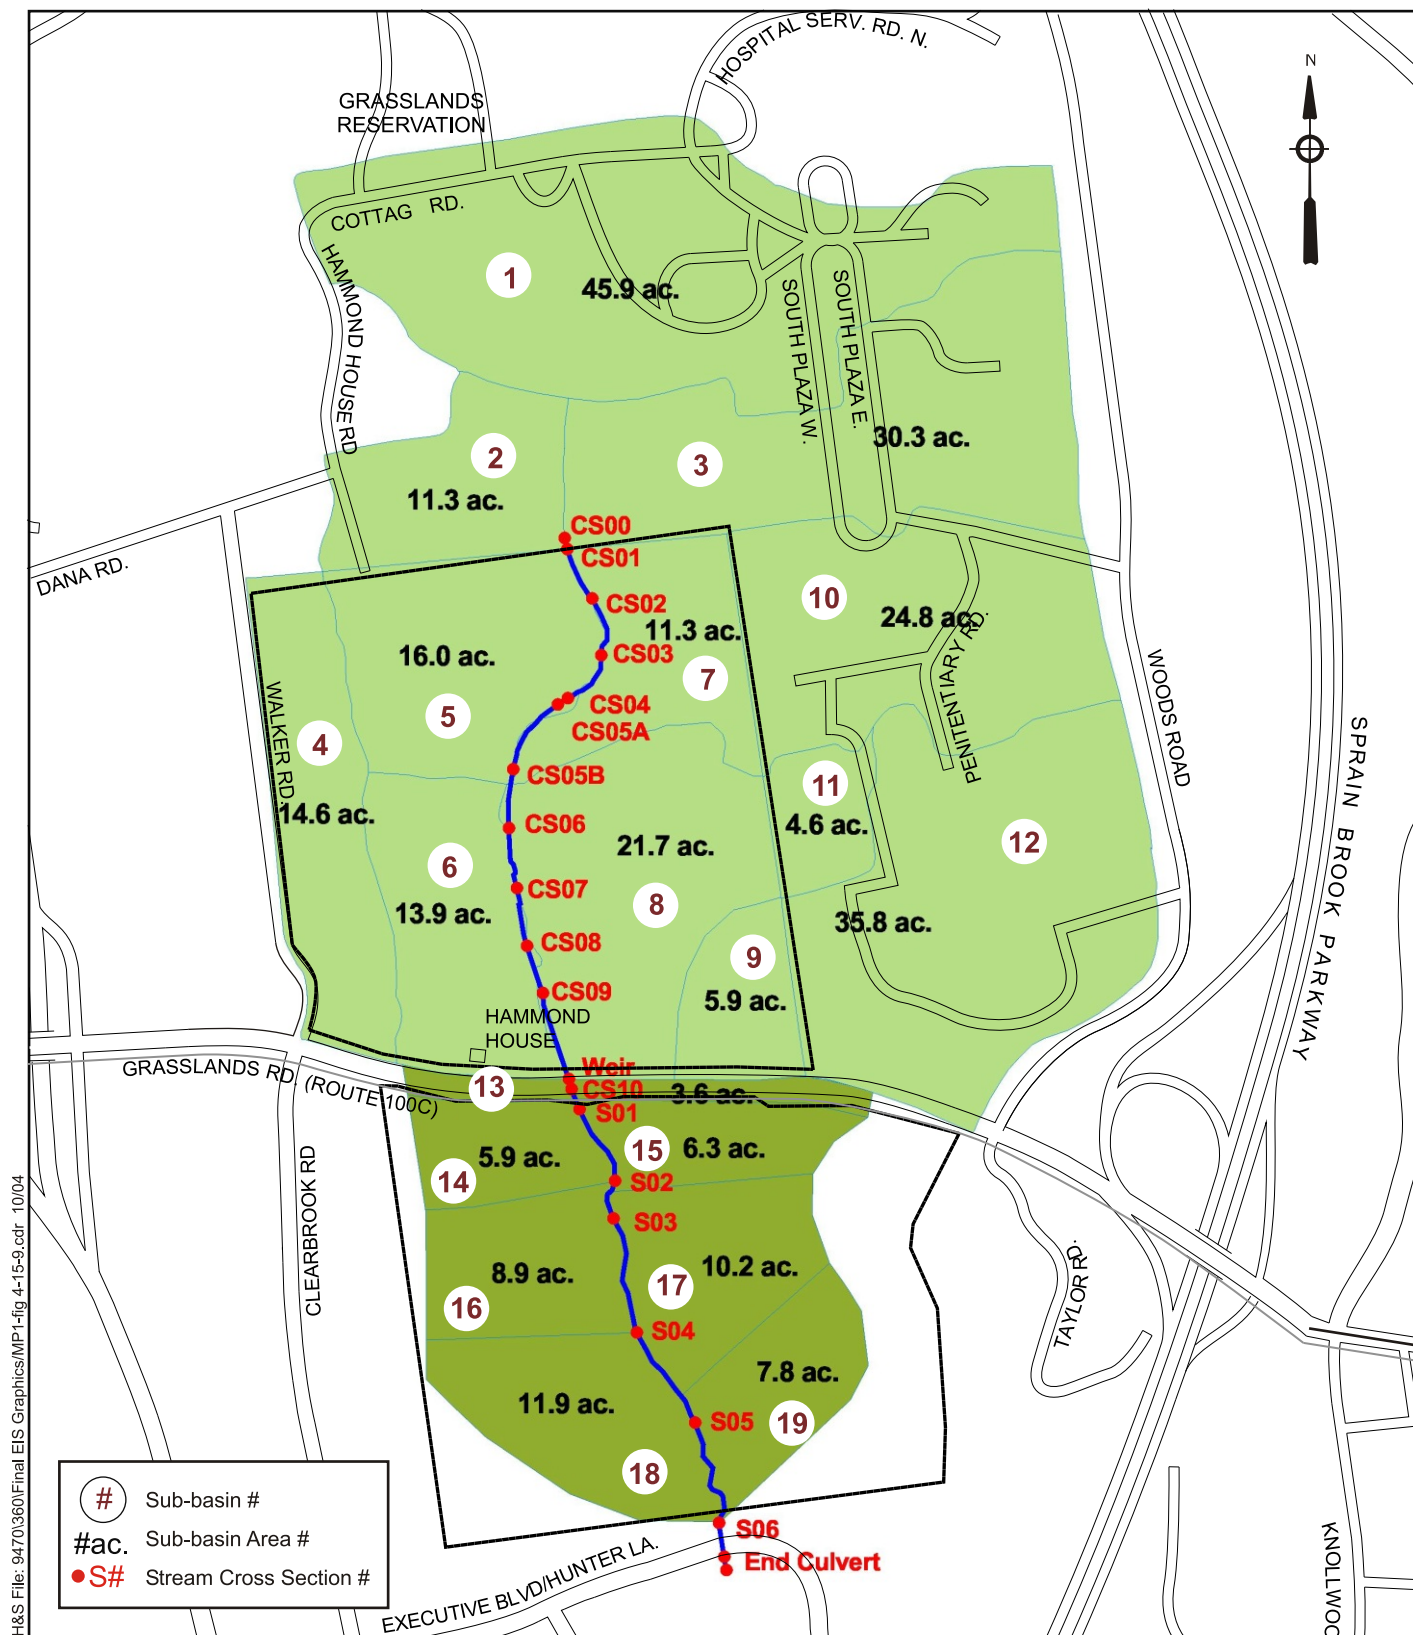 HOSPITAL SERV. RD. N.
N
GRASSLANDS
RESERVATION
COTTAG RD.
HAMMOND HOUSE RD
1
45.9 ac.
SOUTH PLAZA W.
SOUTH PLAZA E.
30.3 ac.
2
3
11.3 ac.
CS00
CS01
DANA RD.
CS02
10
24.8 ac.
11.3 ac.
16.0 ac.
CS03
7
PENITENTIARY RD.
WOODS ROAD
CS04
5
CS05A
4
WALKER RD.
SPRAIN BROOK PARKWAY
CS05B
11
14.6 ac.
CS06
4.6 ac.
12
21.7 ac.
6
CS07
8
13.9 ac.
35.8 ac.
CS08
9
CS09
5.9 ac.
HAMMOND
HOUSE
Weir
GRASSLANDS RD. (ROUTE 100C)
13
CS10
3.6 ac.
S01
15
6.3 ac.
5.9 ac.
14
S02
CLEARBROOK RD
S03
8.9 ac.
10.2 ac.
17
16
TAYLOR RD.
S04
7.8 ac.
11.9 ac.
S05
19
18
S06
End Culvert
EXECUTIVE BLVD/HUNTER LA.
KNOLLWOO
# Sub-basin #
#ac. Sub-basin Area #
S# Stream Cross Section #
H&S File: 9470\360\Final EIS Graphics/MP1-fig 4-15-9.cdr 10/04